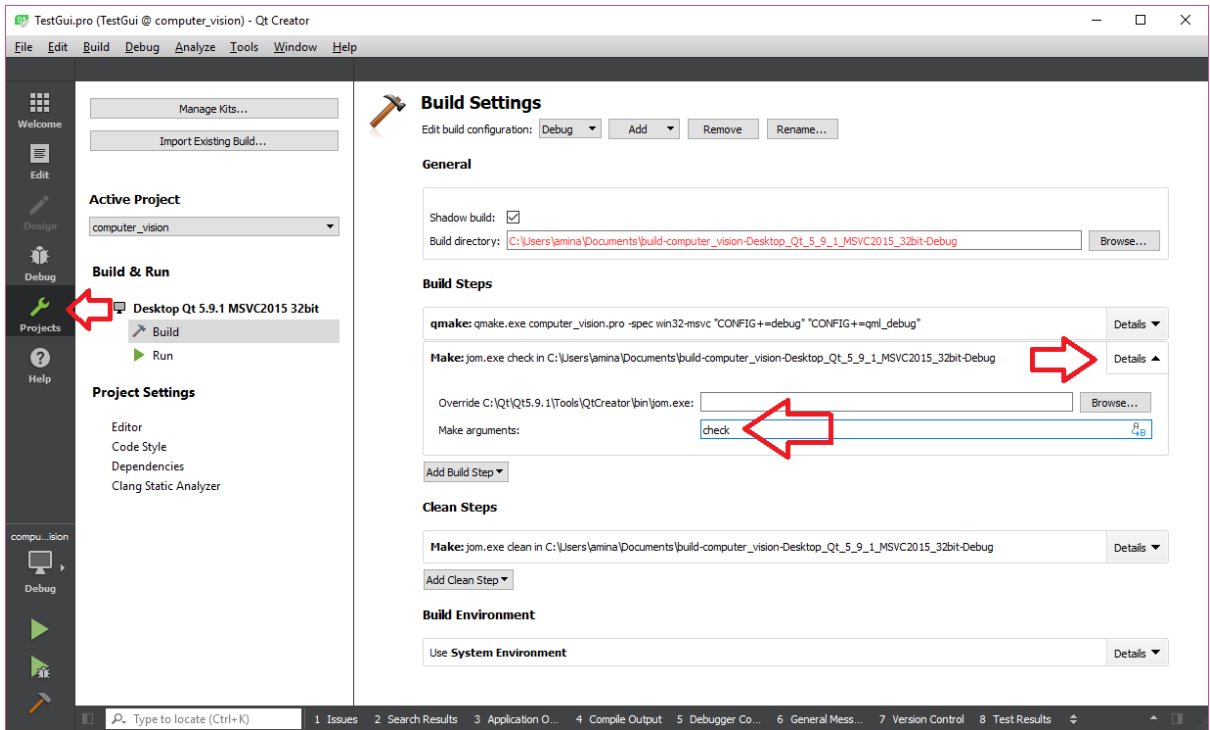 TestGui.pro (TestGui @ computer_vision) - Qt Creator
File Edit Build Debug Analyze Tools Window Help
Welcome
Edit
Design
Debug
Projects
Help
compu...ision
Debug
Manage Kits...
Import Existing Build...
Active Project
computer_vision
Build & Run
Desktop Qt 5.9.1 MSVC2015 32bit
Build
Run
Project Settings
Editor
Code Style
Dependencies
Clang Static Analyzer
Build Settings
Edit build configuration: Debug Add Remove Rename...
General
Shadow build:
Build directory: C:\Users\amina\Documents\build-computer_vision-Desktop_Qt_5_9_1_MSVC2015_32bit-Debug Browse...
Build Steps
qmake: qmake.exe computer_vision.pro -spec win32-msvc "CONFIG+=debug" "CONFIG+=qml_debug" Details
Make: jom.exe check in C:\Users\amina\Documents\build-computer_vision-Desktop_Qt_5_9_1_MSVC2015_32bit-Debug Details
Override C:\Qt\Qt5.9.1\Tools\QtCreator\bin\jom.exe: Browse...
Make arguments: check A B
Add Build Step
Clean Steps
Make: jom.exe clean in C:\Users\amina\Documents\build-computer_vision-Desktop_Qt_5_9_1_MSVC2015_32bit-Debug Details
Add Clean Step
Build Environment
Use System Environment Details
Type to locate (Ctrl+K) 1 Issues 2 Search Results 3 Application O... 4 Compile Output 5 Debugger Co... 6 General Mess... 7 Version Control 8 Test Results